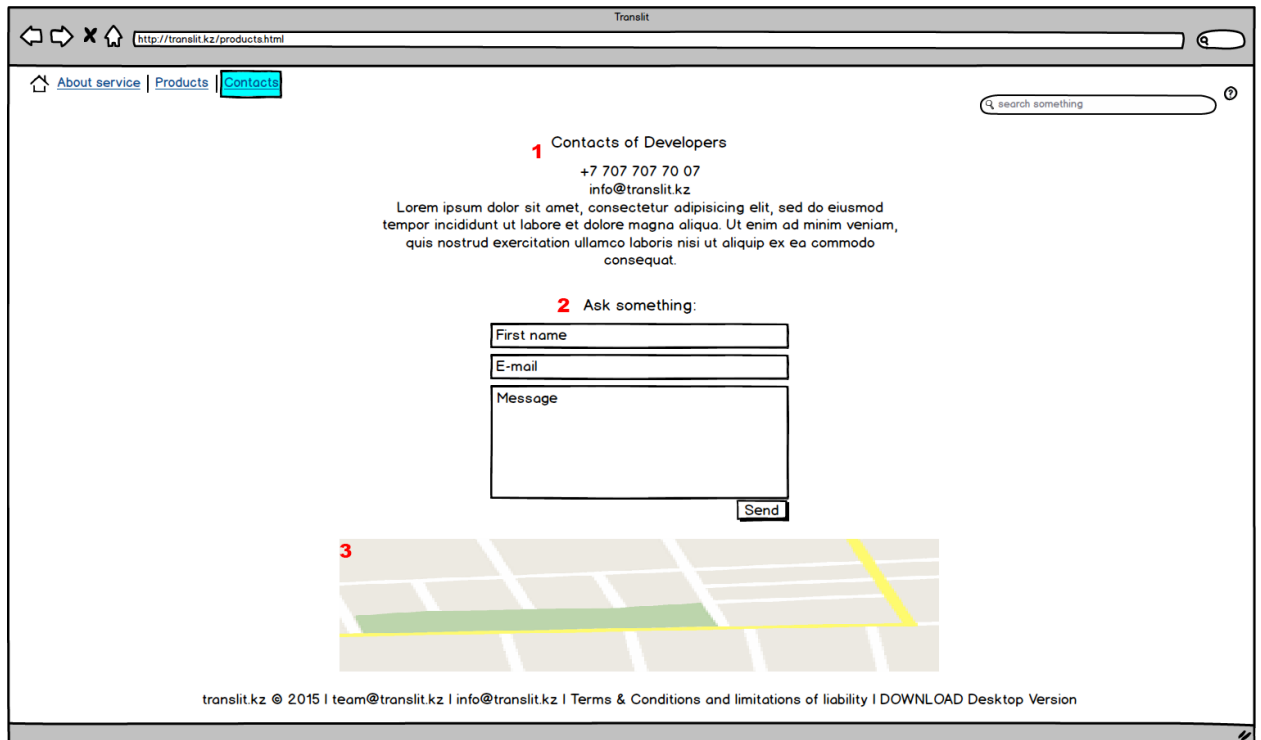 Translit
http://translit.kz/products.html
About service | Products | Contacts
search something
?
1 Contacts of Developers
+7 707 707 70 07
info@translit.kz
Lorem ipsum dolor sit amet, consectetur adipisicing elit, sed do eiusmod
tempor incididunt ut labore et dolore magna aliqua. Ut enim ad minim veniam,
quis nostrud exercitation ullamco laboris nisi ut aliquip ex ea commodo
consequat.
2 Ask something:
First name
E-mail
Message
Send
3
translit.kz © 2015 | team@translit.kz | info@translit.kz | Terms & Conditions and limitations of liability | DOWNLOAD Desktop Version